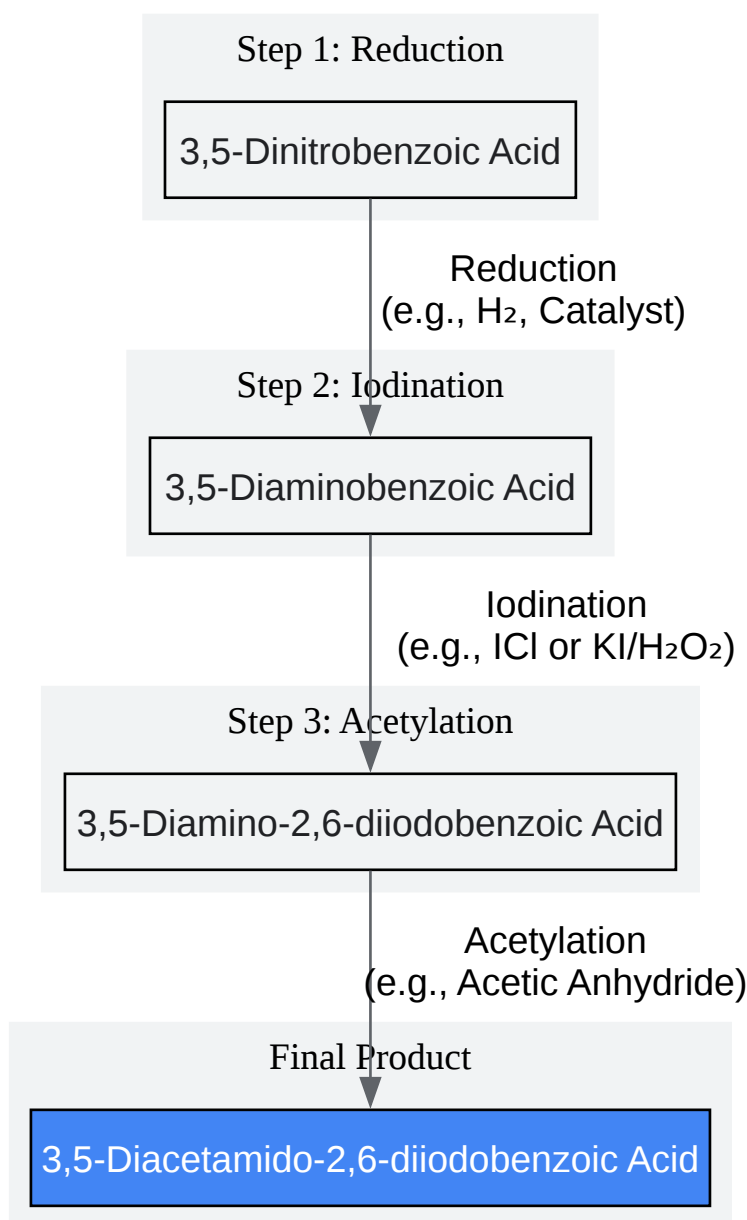 Step 1: Reduction
3,5-Dinitrobenzoic Acid
Reduction
(e.g., H₂, Catalyst)
Step 2: Iodination
3,5-Diaminobenzoic Acid
Iodination
(e.g., ICl or KI/H₂O₂)
Step 3: Acetylation
3,5-Diamino-2,6-diiodobenzoic Acid
Acetylation
(e.g., Acetic Anhydride)
Final Product
3,5-Diacetamido-2,6-diiodobenzoic Acid